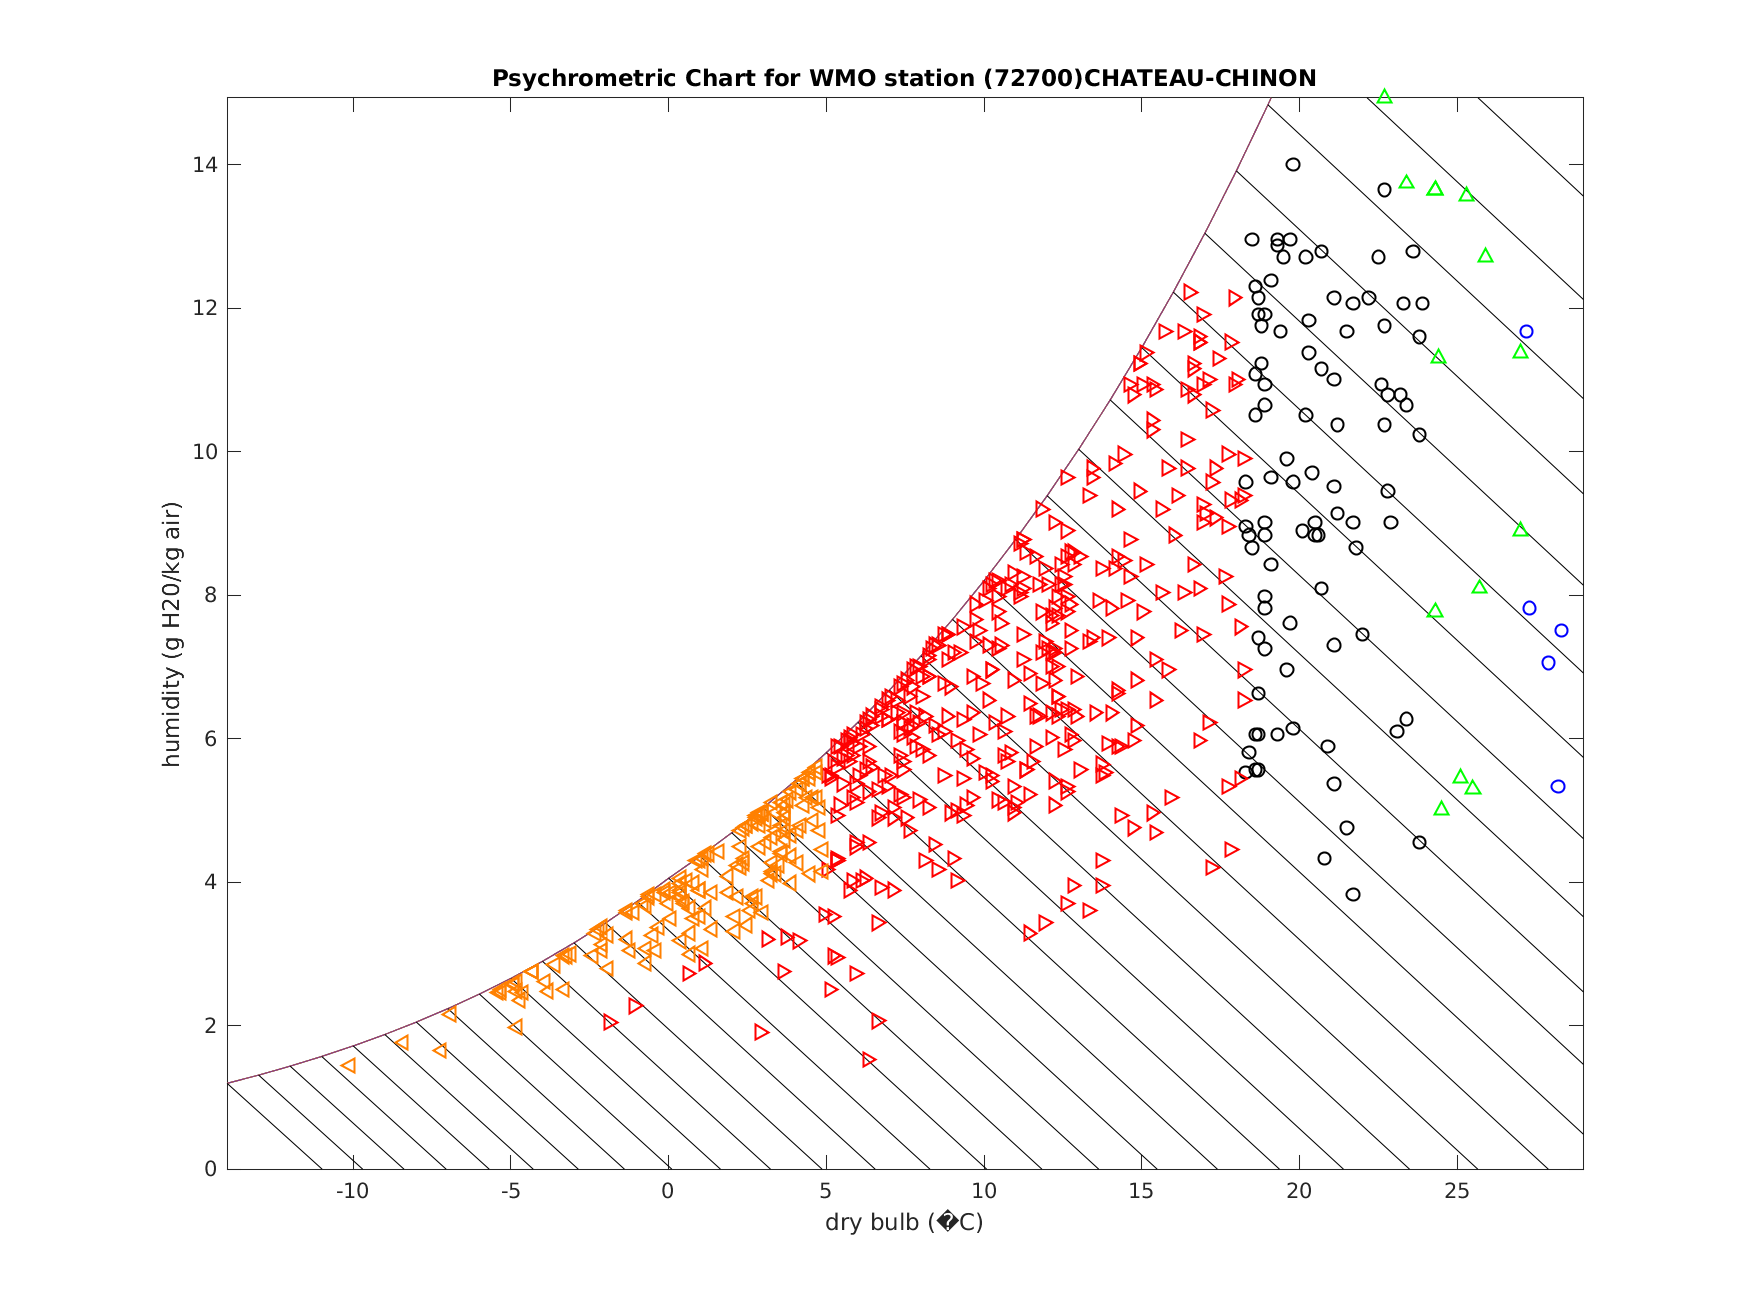 Psychrometric Chart for WMO station (72700)CHATEAU-CHINON
14
12
10
8
6
4
2
0
humidity (g H20/kg air)
-10 -5 0 5 10 15 20 25
dry bulb (�C)